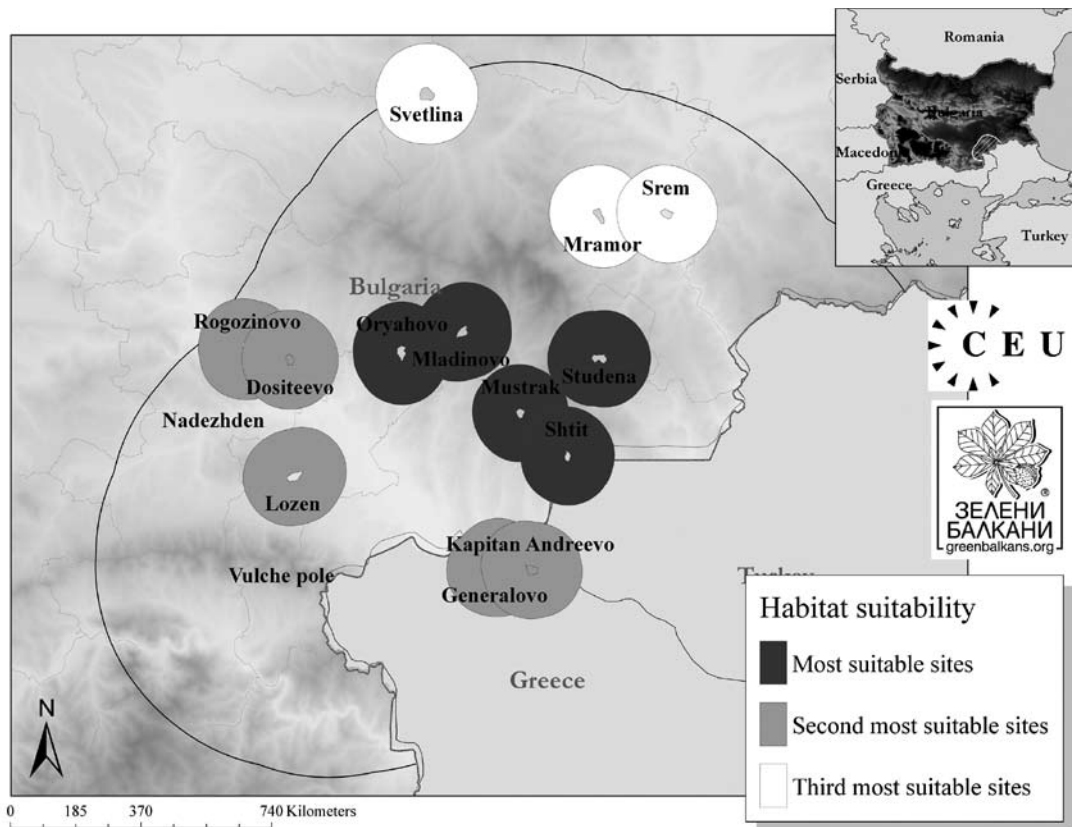 Svetlina
Srem
Mramor
Bulgaria
Rogozinovo
Oryahovo
Mladinovo
Dositeevo
Studena
Mustrak
Nadezhden
Shtit
Lozen
Kapitan Andreevo
Vulche pole
Generalovo
Turkey
Greece
N
0 185 370 740 Kilometers
Romania
Serbia
Bulgaria
Macedon
Greece
Turkey
CEU
ЗЕЛЕНИ
БАЛКАНИ
®
greenbalkans.org
Habitat suitability
Most suitable sites
Second most suitable sites
Third most suitable sites